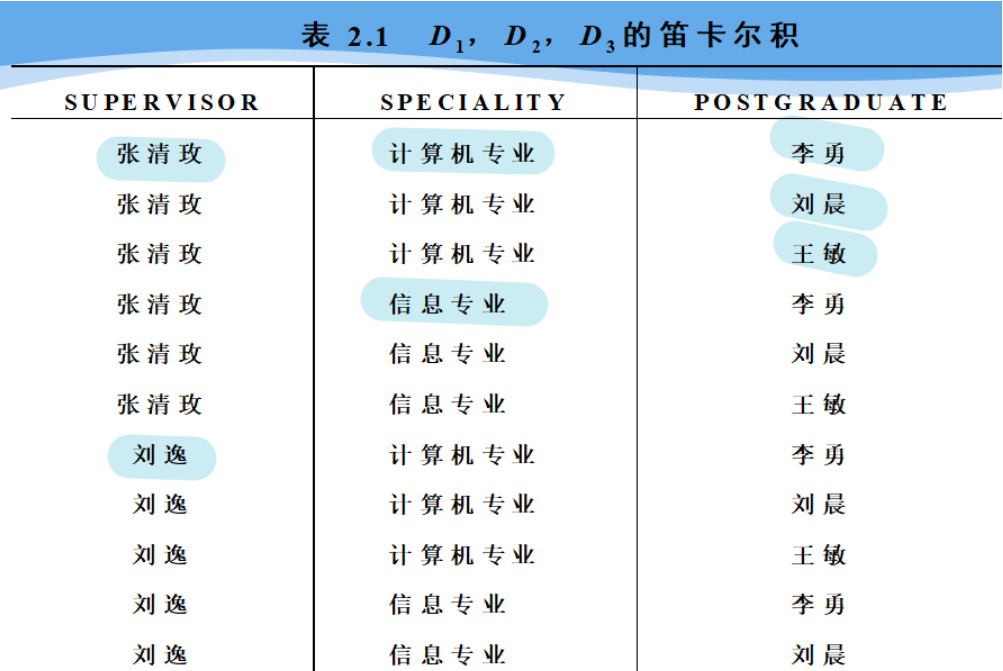 表 2.1 D1，D2，D3的笛卡尔积
SUPERVISOR SPECIALITY POSTGRADUATE
张清玫 计算机专业 李勇
张清玫 计算机专业 刘晨
张清玫 计算机专业 王敏
张清玫 信息专业 李勇
张清玫 信息专业 刘晨
张清玫 信息专业 王敏
刘逸 计算机专业 李勇
刘逸 计算机专业 刘晨
刘逸 计算机专业 王敏
刘逸 信息专业 李勇
刘逸 信息专业 刘晨